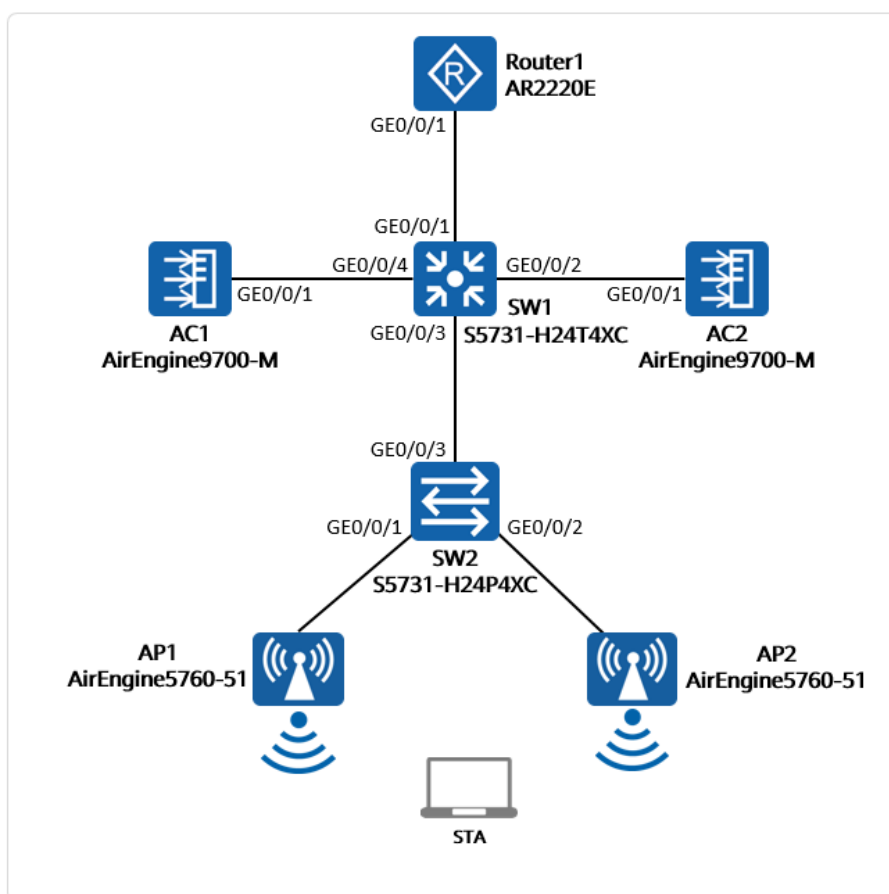 Router1
AR2220E
R
GE0/0/1
GE0/0/1
GE0/0/4
GE0/0/2
GE0/0/1
GE0/0/1
AC1
AirEngine9700-M
GE0/0/3
SW1
S5731-H24T4XC
AC2
AirEngine9700-M
GE0/0/3
GE0/0/1
GE0/0/2
SW2
S5731-H24P4XC
AP1
AirEngine5760-51
AP2
AirEngine5760-51
STA